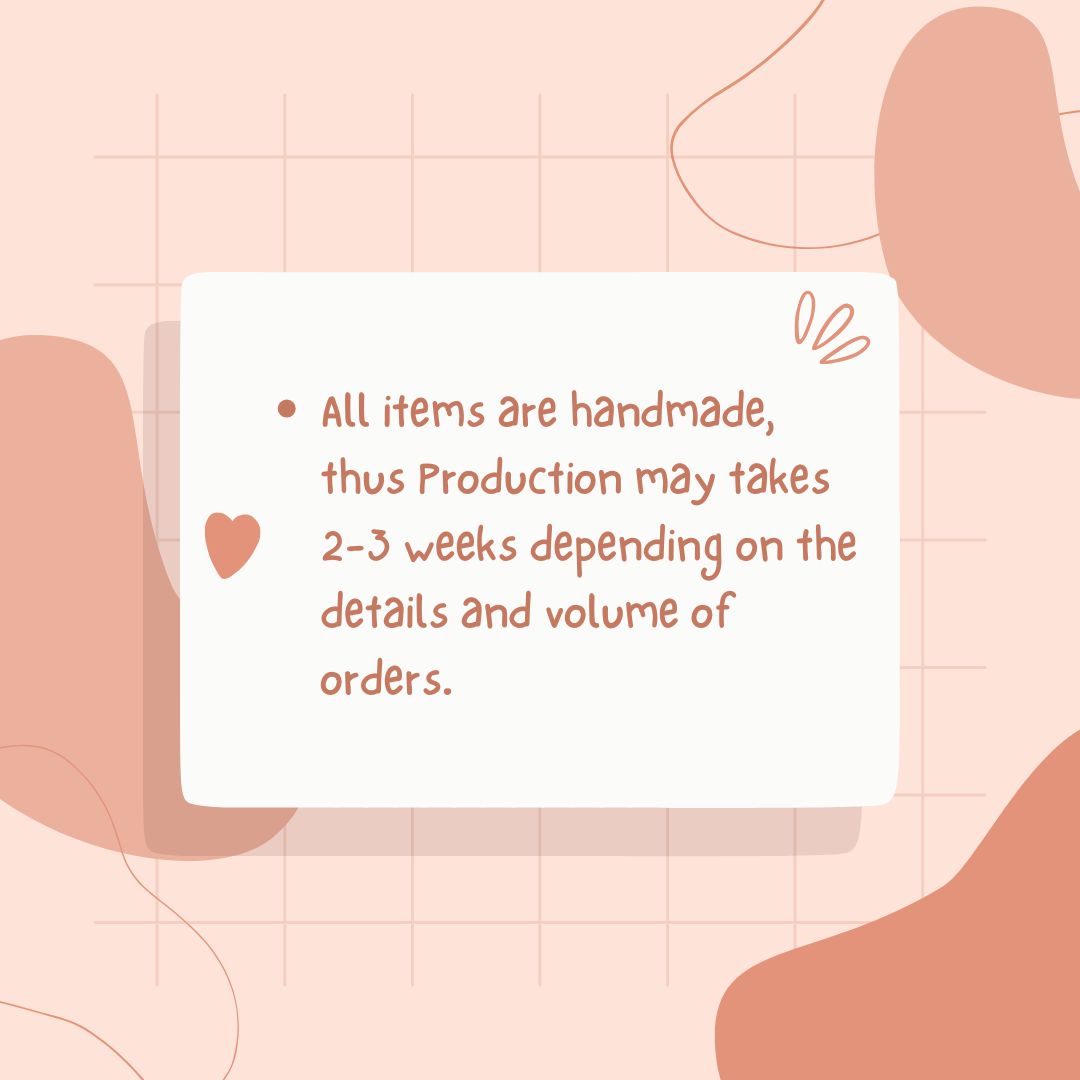 • All items are handmade,
thus Production may takes
2-3 weeks depending on the
details and volume of
orders.